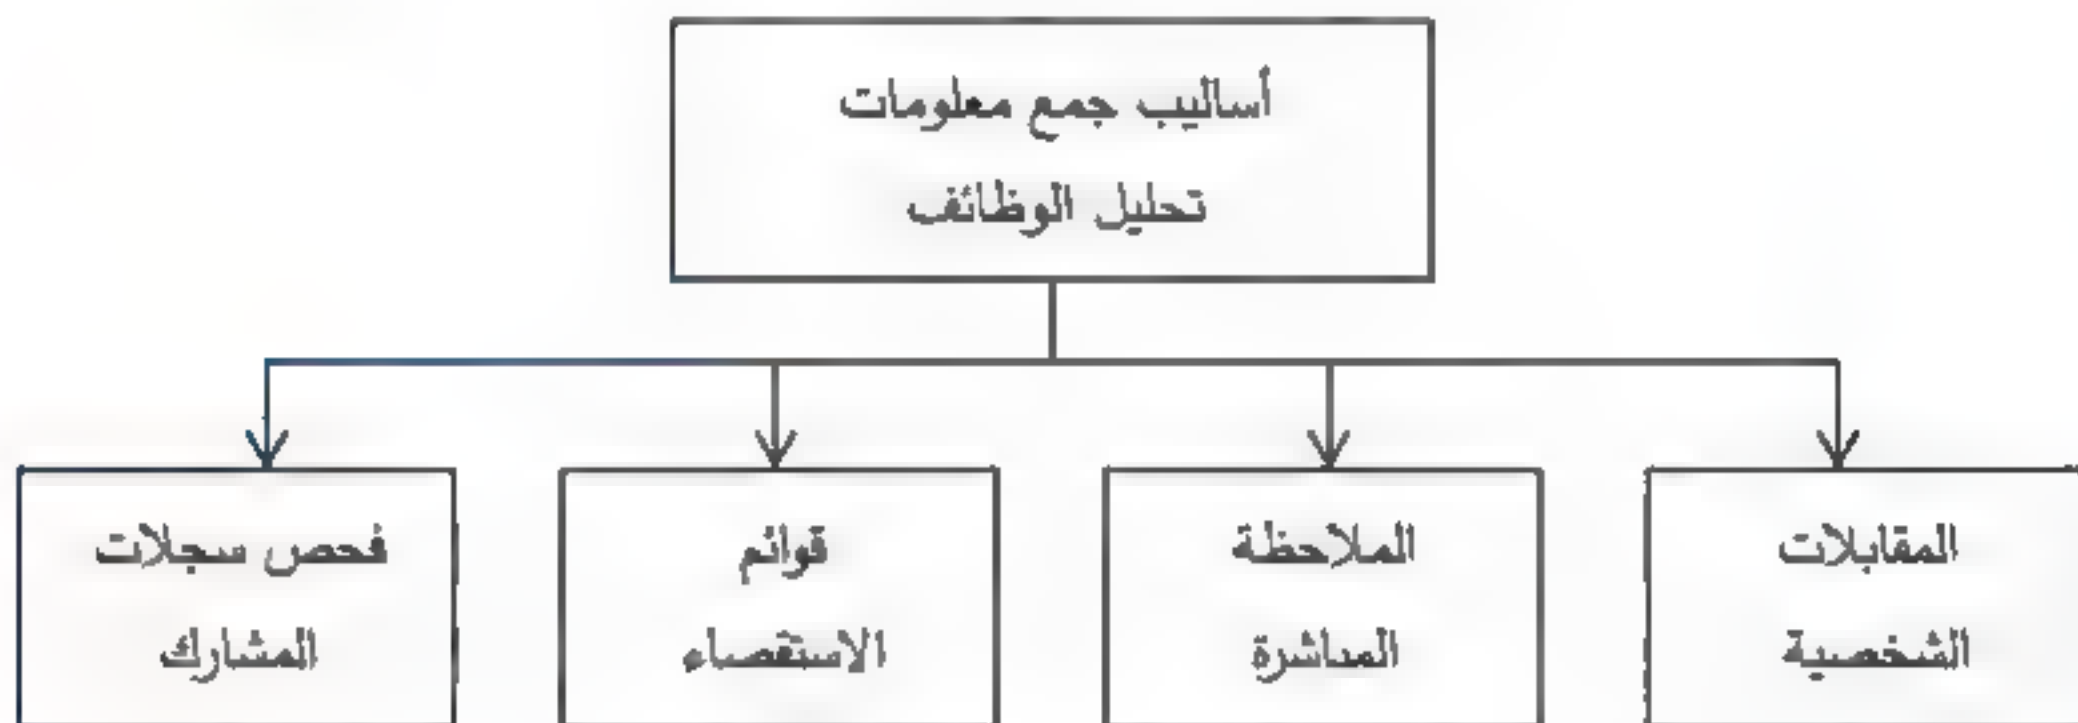 أساليب جمع معلومات
تحليل الوظائف
المقابلات
الشخصية
الملاحظة
المباشرة
قوائم
الاستقصاء
فحص سجلات
المشارك